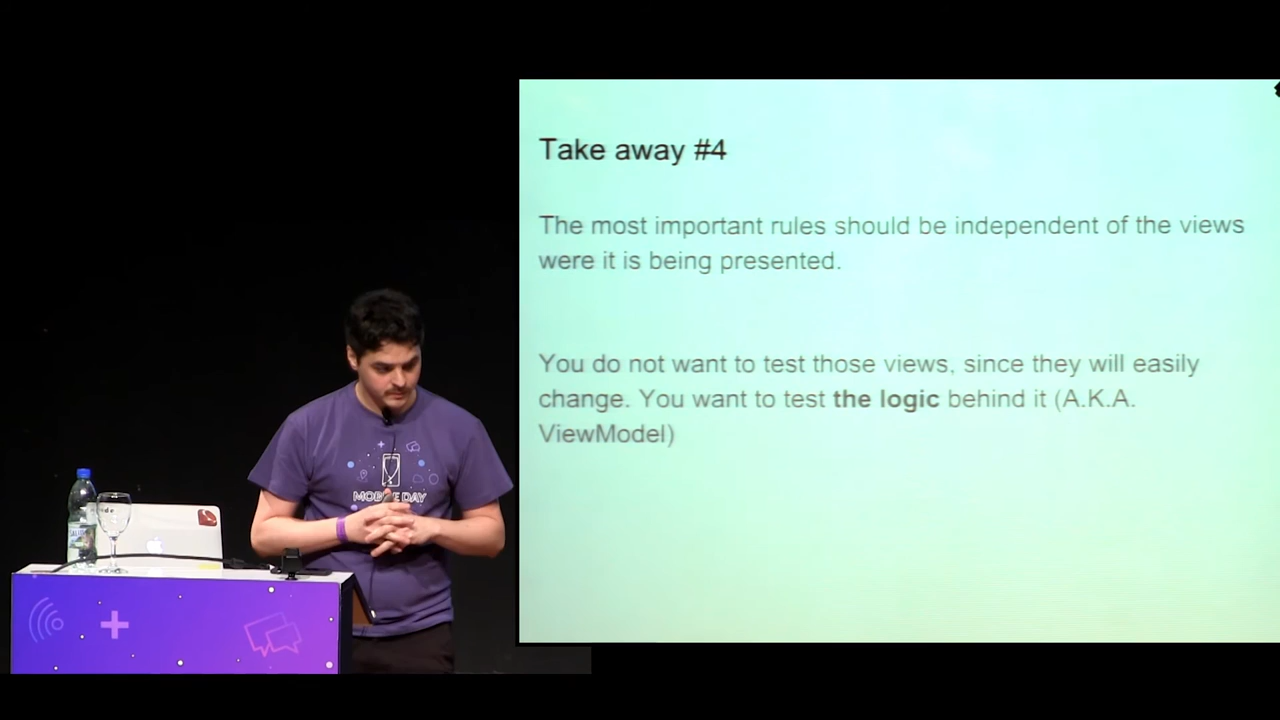 Take away #4
The most important rules should be independent of the views
were it is being presented.
You do not want to test those views, since they will easily
change. You want to test the logic behind it (A.K.A.
ViewModel)
MOBILE DAY